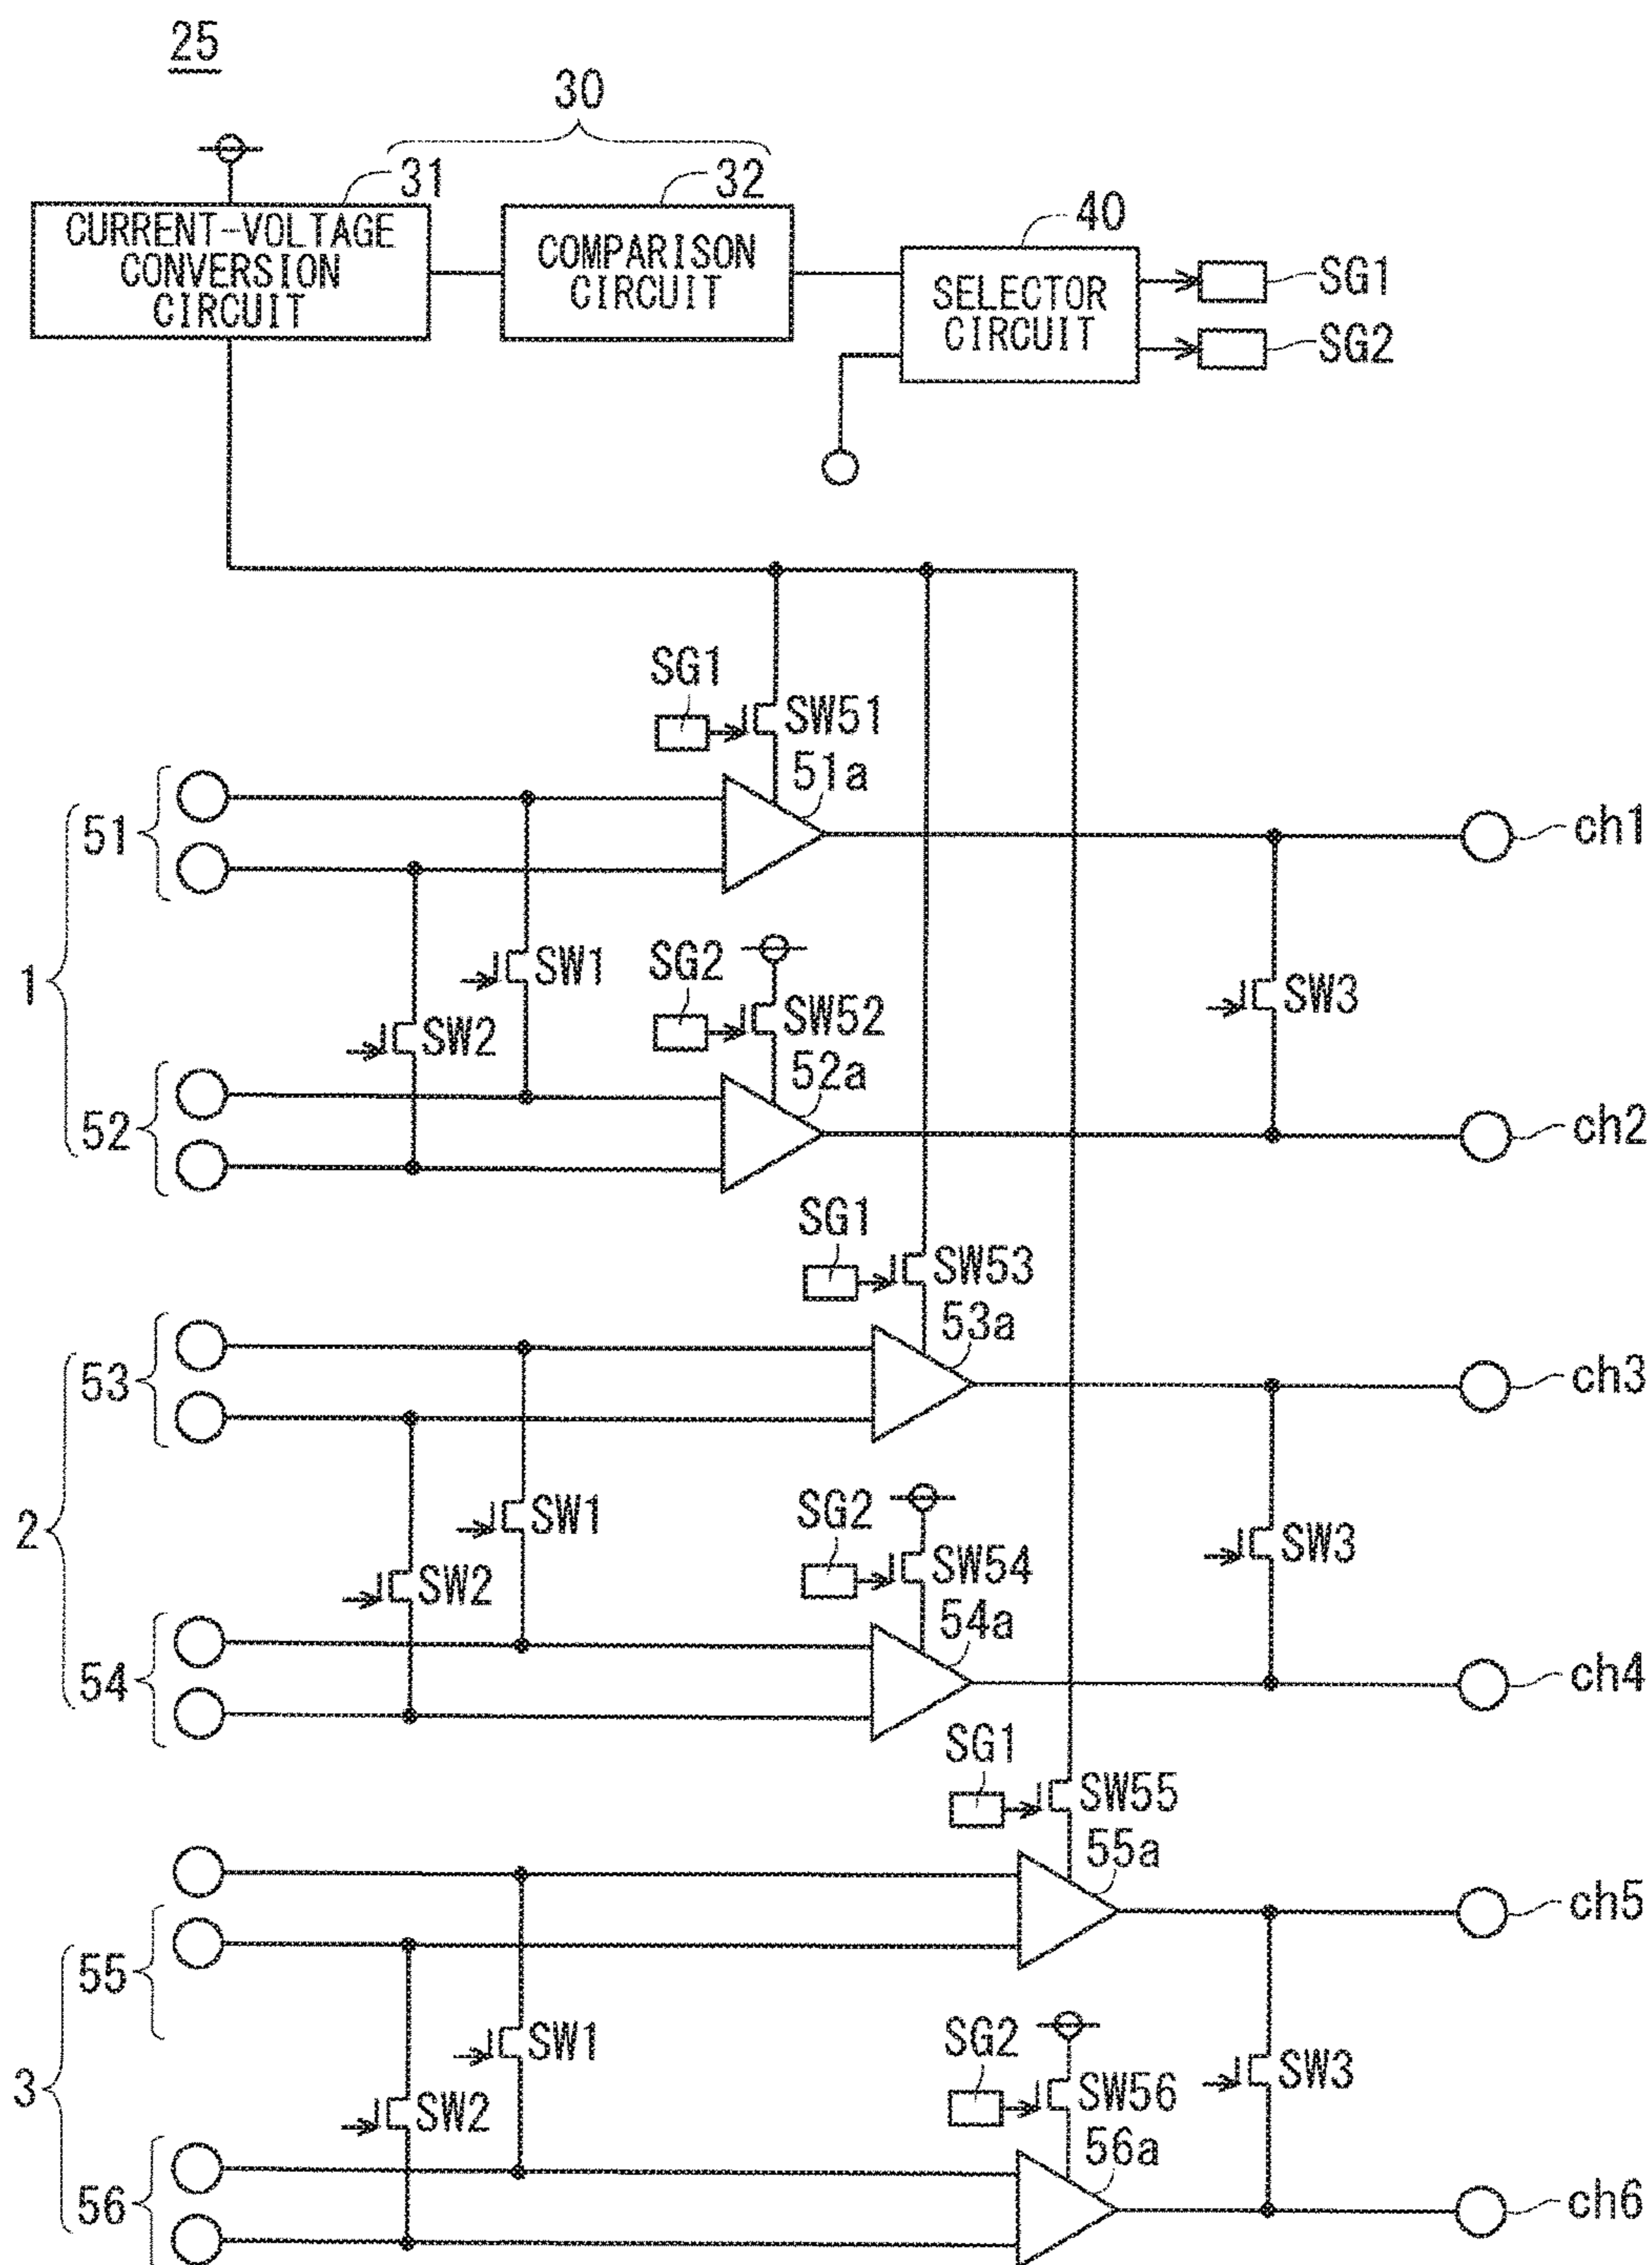 25
30
31
32
40
CURRENT-VOLTAGE
CONVERSION
CIRCUIT
COMPARISON
CIRCUIT
SELECTOR
CIRCUIT
SG1
SG2
SG1
SW51
51a
51
ch1
1
SW1
SG2
SW52
SW3
SW2
52a
52
ch2
SG1
SW53
53a
53
ch3
2
SW1
SG2
SW54
SW3
SW2
54a
54
ch4
SG1
SW55
55a
55
ch5
3
SW1
SG2
SW56
SW3
SW2
56a
56
ch6